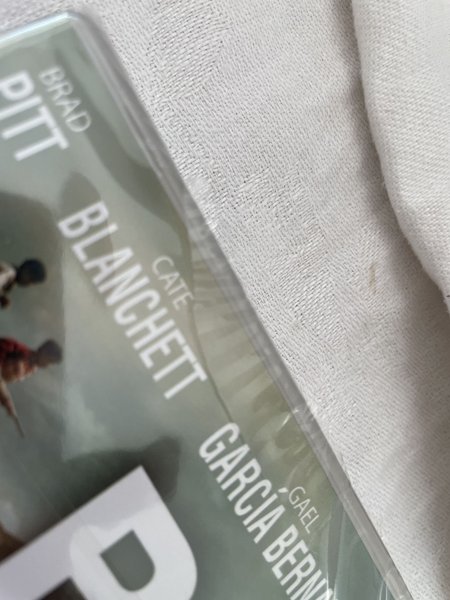 BRAD
PITT
CATE
BLANCHETT
GAEL
GARCÍA BERN
B